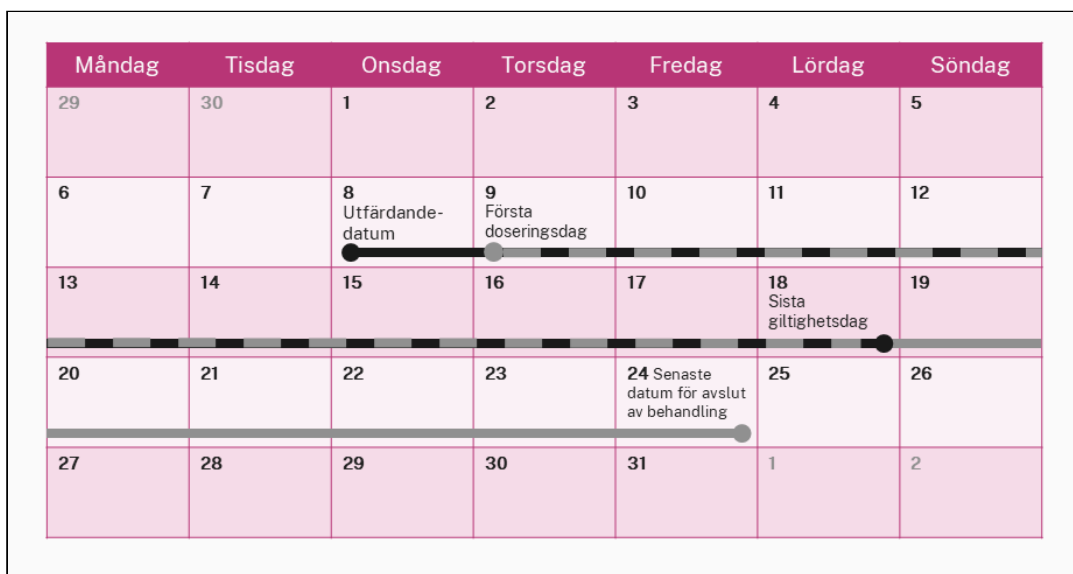 Måndag Tisdag Onsdag Torsdag Fredag Lördag Söndag
29 30 1 2 3 4 5
6 7 8 9 10 11 12
Utfärdande- Första
datum doseringsdag
13 14 15 16 17 18 19
Sista
giltighetsdag
20 21 22 23 24 Senaste 25 26
datum för avslut
av behandling
27 28 29 30 31 1 2